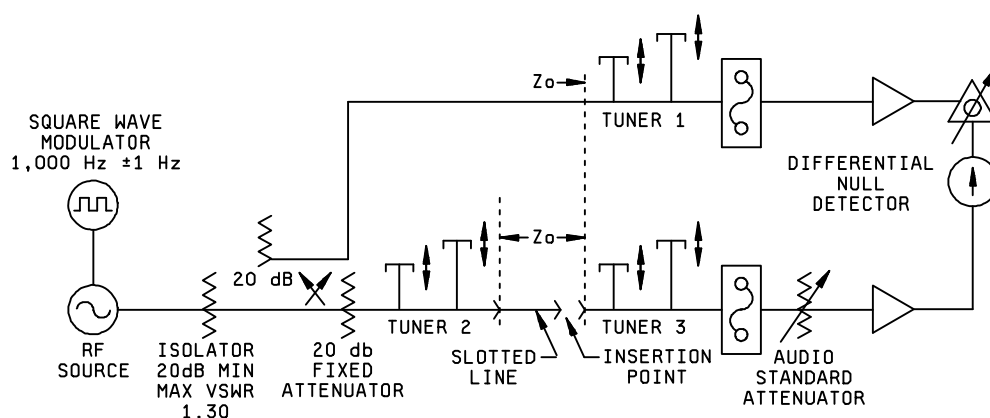 Zo
TUNER 1
SQUARE WAVE
MODULATOR
1,000 Hz ±1 Hz
DIFFERENTIAL
NULL
DETECTOR
Zo
20 dB
TUNER 2
TUNER 3
RF
SOURCE
ISOLATOR
20dB MIN
MAX VSWR
1.30
20 db
FIXED
ATTENUATOR
SLOTTED
LINE
INSERTION
POINT
AUDIO
STANDARD
ATTENUATOR